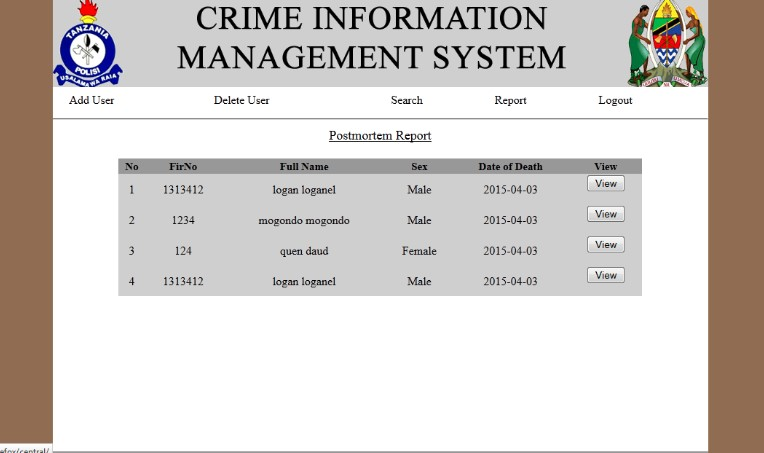 CRIME INFORMATION
MANAGEMENT SYSTEM
TANZANIA
POLISI
USALAMA WA RAIA
Add User Delete User Search Report Logout
Postmortem Report
No FirNo Full Name Sex Date of Death View
1 1313412 logan loganel Male 2015-04-03 View
2 1234 mogondo mogondo Male 2015-04-03 View
3 124 quen daud Female 2015-04-03 View
4 1313412 logan loganel Male 2015-04-03 View